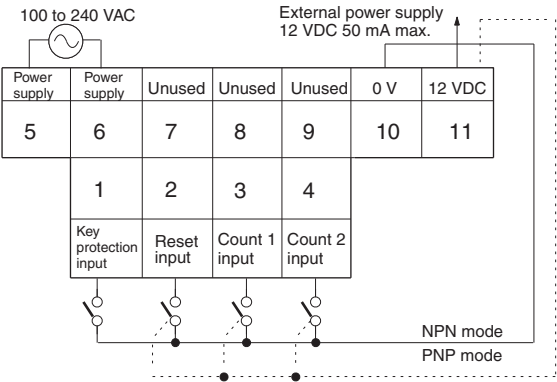 100 to 240 VAC
External power supply
12 VDC 50 mA max.
Power
supply
Power
supply
Unused
Unused
Unused
0 V
12 VDC
5
6
7
8
9
10
11
1
2
3
4
Key
protection
input
Reset
input
Count 1
input
Count 2
input
NPN mode
PNP mode